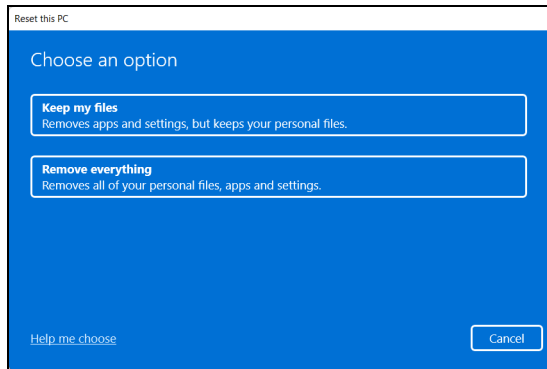 Reset this PC
Choose an option
Keep my files
Removes apps and settings, but keeps your personal files.
Remove everything
Removes all of your personal files, apps and settings.
Help me choose
Cancel